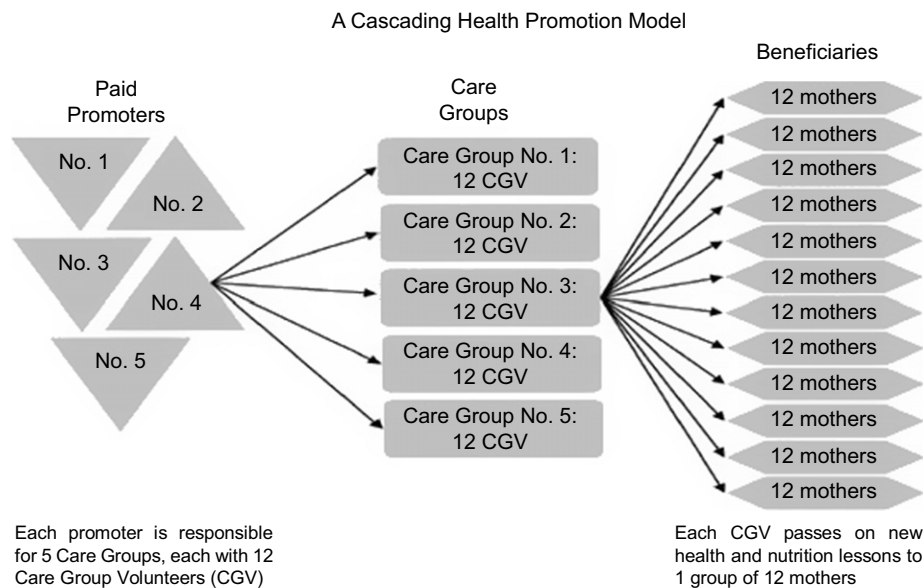 A Cascading Health Promotion Model
Paid
Promoters
No. 1
No. 2
No. 3
No. 4
No. 5
Each promoter is responsible
for 5 Care Groups, each with 12
Care Group Volunteers (CGV)
Care
Groups
Care Group No. 1:
12 CGV
Care Group No. 2:
12 CGV
Care Group No. 3:
12 CGV
Care Group No. 4:
12 CGV
Care Group No. 5:
12 CGV
Beneficiaries
12 mothers
12 mothers
12 mothers
12 mothers
12 mothers
12 mothers
12 mothers
12 mothers
12 mothers
12 mothers
12 mothers
12 mothers
Each CGV passes on new
health and nutrition lessons to
1 group of 12 mothers